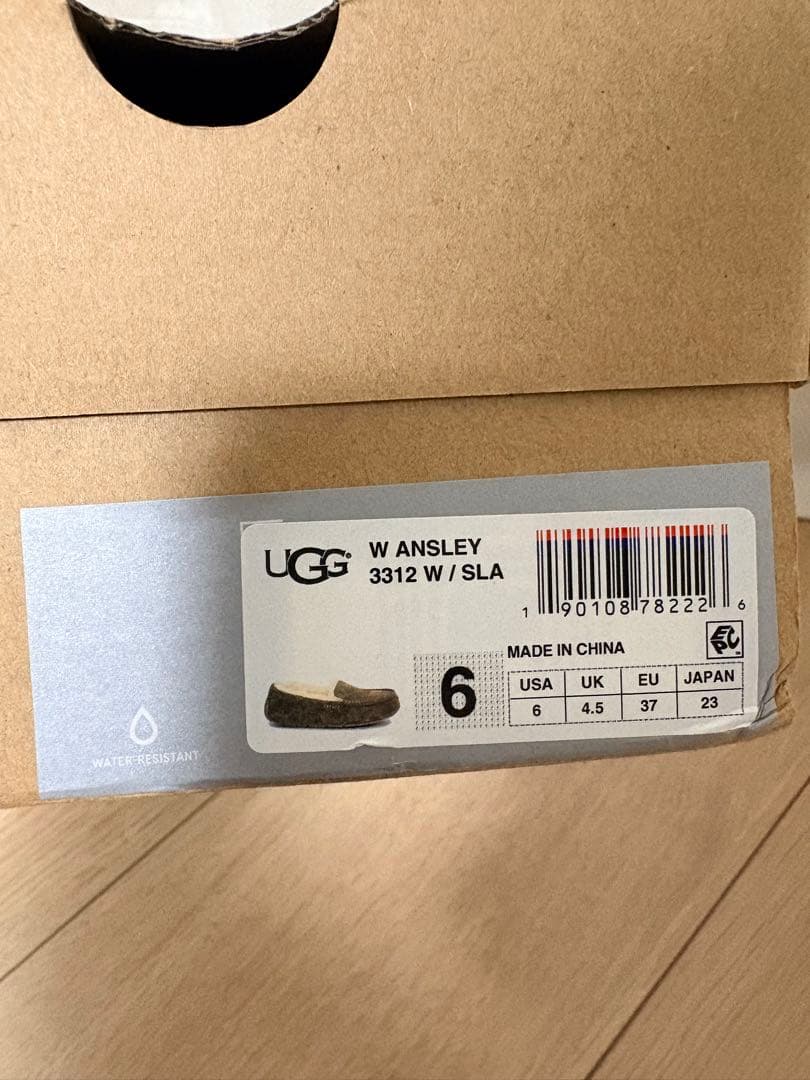 UGG®
W ANSLEY
3312 W / SLA
1 90108 78222 6
MADE IN CHINA
EPC
6
USA UK EU JAPAN
6 4.5 37 23
WATER-RESISTANT